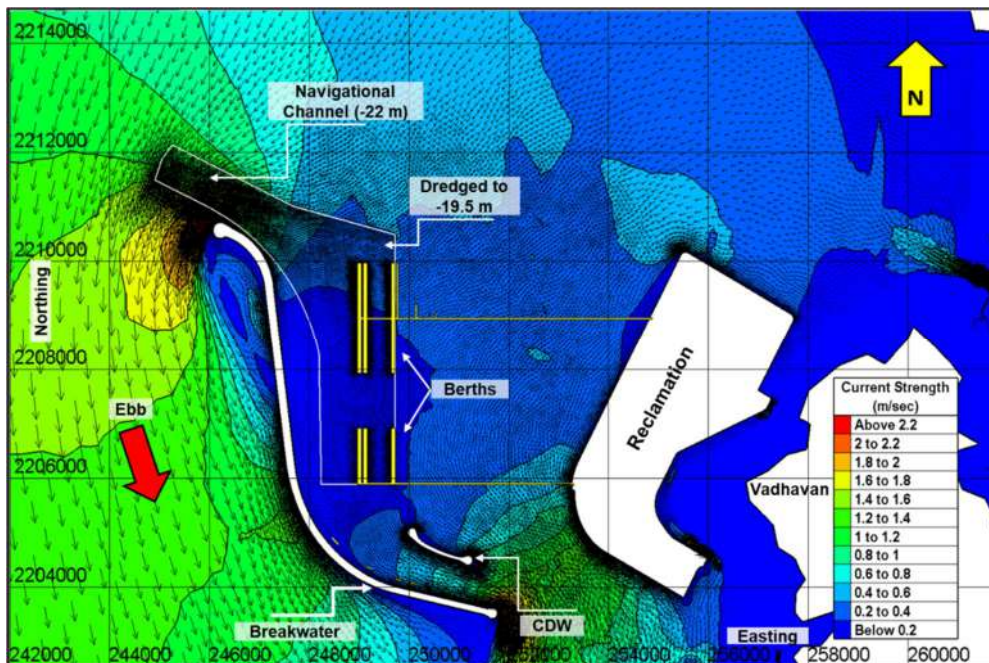 2214000
Navigational
Channel (-22 m)
N
2212000
Dredged to
-19.5 m
2210000
Northing
2208000
Berths
Ebb
Reclamation
Current Strength
(m/sec)
Above 2.2
2 to 2.2
1.8 to 2
1.6 to 1.8
1.4 to 1.6
1.2 to 1.4
1 to 1.2
0.8 to 1
0.6 to 0.8
0.4 to 0.6
0.2 to 0.4
Below 0.2
2206000
Vadhavan
2204000
Breakwater
CDW
Easting
242000 244000 246000 248000 250000 252000 254000 256000 258000 260000